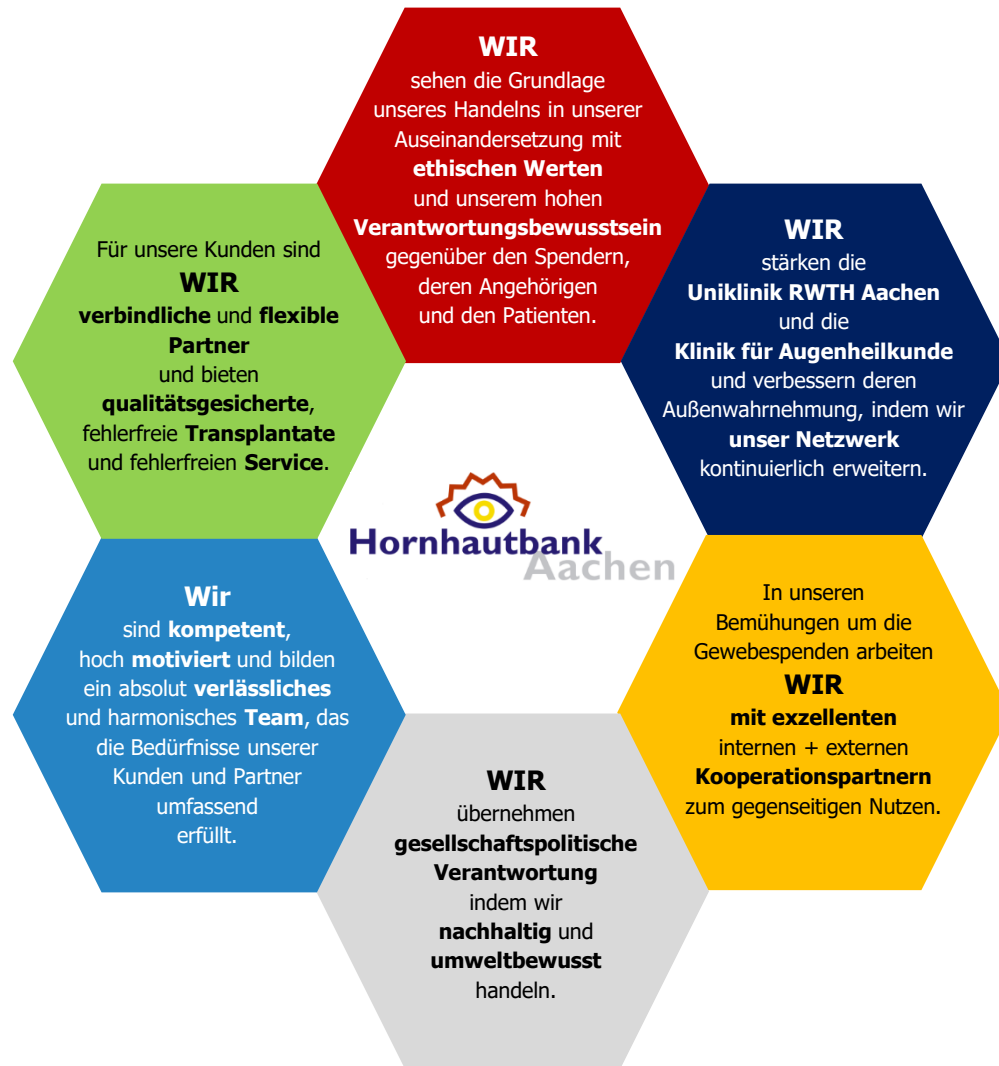 WIR
sehen die Grundlage
unseres Handelns in unserer
Auseinandersetzung mit
ethischen Werten
und unserem hohen
Verantwortungsbewusstsein
gegenüber den Spendern,
deren Angehörigen
und den Patienten.
WIR
stärken die
Uniklinik RWTH Aachen
und die
Klinik für Augenheilkunde
und verbessern deren
Außenwahrnehmung, indem wir
unser Netzwerk
kontinuierlich erweitern.
In unseren
Bemühungen um die
Gewebespenden arbeiten
WIR
mit exzellenten
internen + externen
Kooperationspartnern
zum gegenseitigen Nutzen.
WIR
übernehmen
gesellschaftspolitische
Verantwortung
indem wir
nachhaltig und
umweltbewusst
handeln.
Wir
sind kompetent,
hoch motiviert und bilden
ein absolut verlässliches
und harmonisches Team, das
die Bedürfnisse unserer
Kunden und Partner
umfassend
erfüllt.
Für unsere Kunden sind
WIR
verbindliche und flexible
Partner
und bieten
qualitätsgesicherte,
fehlerfreie Transplantate
und fehlerfreien Service.
Hornhautbank
Aachen